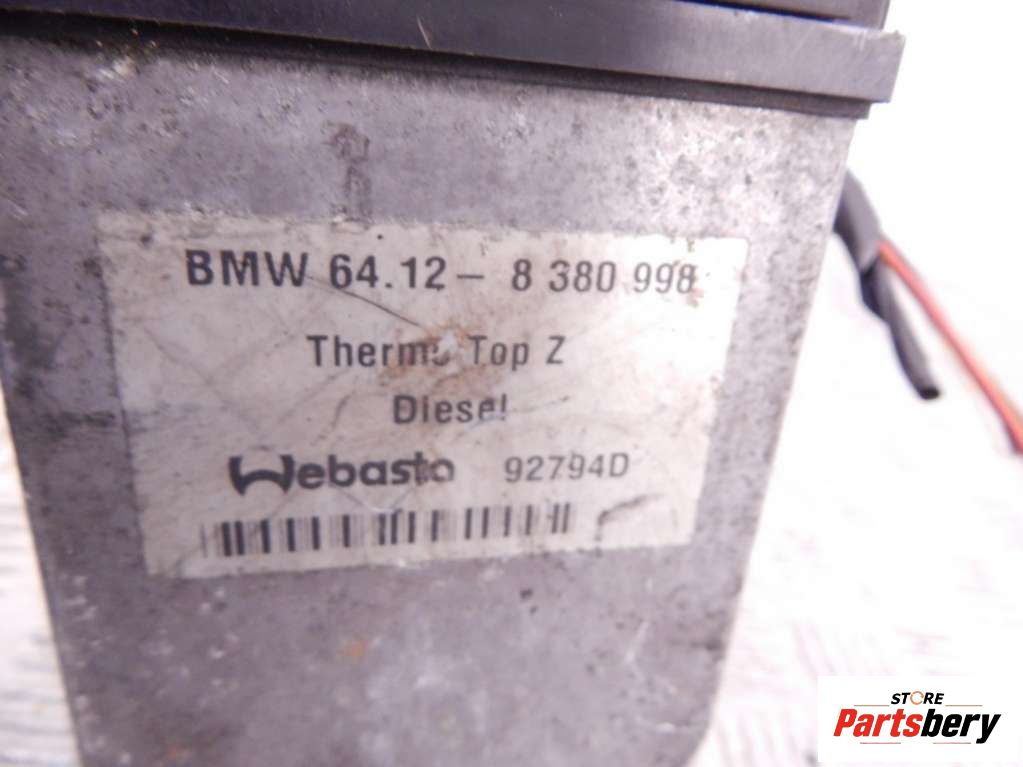 BMW 64.12 - 8 380 998
Thermo Top Z
Diesel
Webasto 92794D
STORE
Partsbery